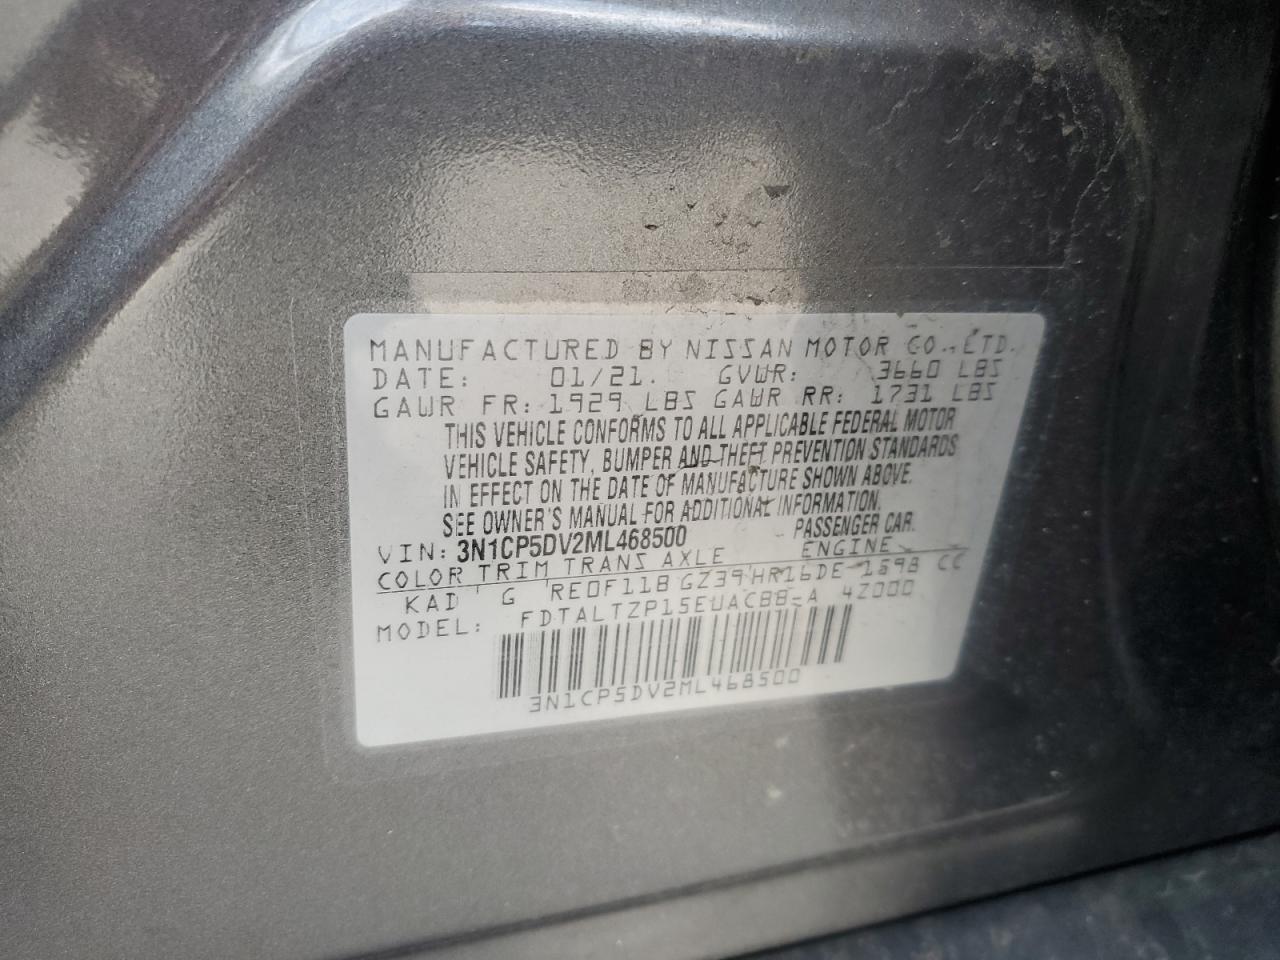 MANUFACTURED BY NISSAN MOTOR CO., LTD.
DATE: 01/21. GVWR: 3660 LBS
GAWR FR: 1929 LBS GAWR RR: 1731 LBS
THIS VEHICLE CONFORMS TO ALL APPLICABLE FEDERAL MOTOR
VEHICLE SAFETY, BUMPER AND THEFT PREVENTION STANDARDS
IN EFFECT ON THE DATE OF MANUFACTURE SHOWN ABOVE.
SEE OWNER'S MANUAL FOR ADDITIONAL INFORMATION.
VIN: 3N1CP5DV2ML468500 PASSENGER CAR.
COLOR TRIM TRANS AXLE ENGINE
KAD G RE0F11B GZ39 HR16DE 1598 CC
MODEL: FDTALTZP15EUACBB-A 4Z000
3N1CP5DV2ML468500